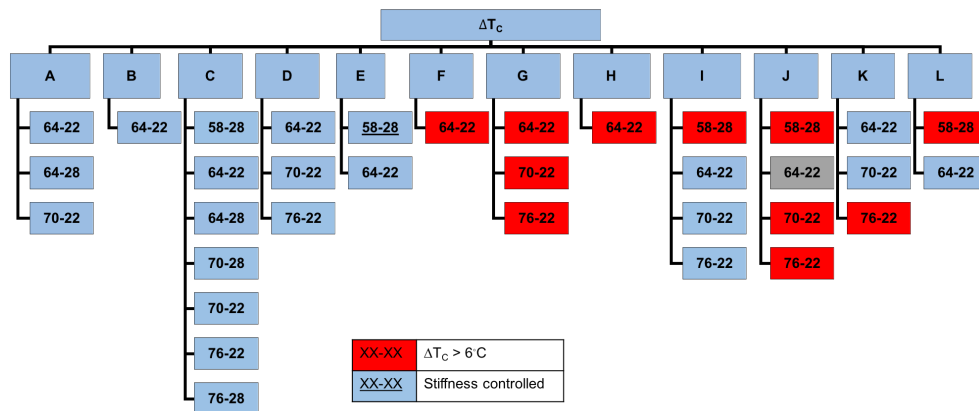 ΔTC
A B C D E F G H I J K L
64-22 64-22 58-28 64-22 58-28 64-22 64-22 64-22 58-28 58-28 64-22 58-28
64-28 64-22 70-22 64-22 70-22 64-22 64-22 70-22 64-22
70-22 64-28 76-22 76-22 70-22 70-22 76-22
70-28 76-22 76-22
70-22
76-22
76-28
XX-XX ΔTC > 6°C
XX-XX Stiffness controlled